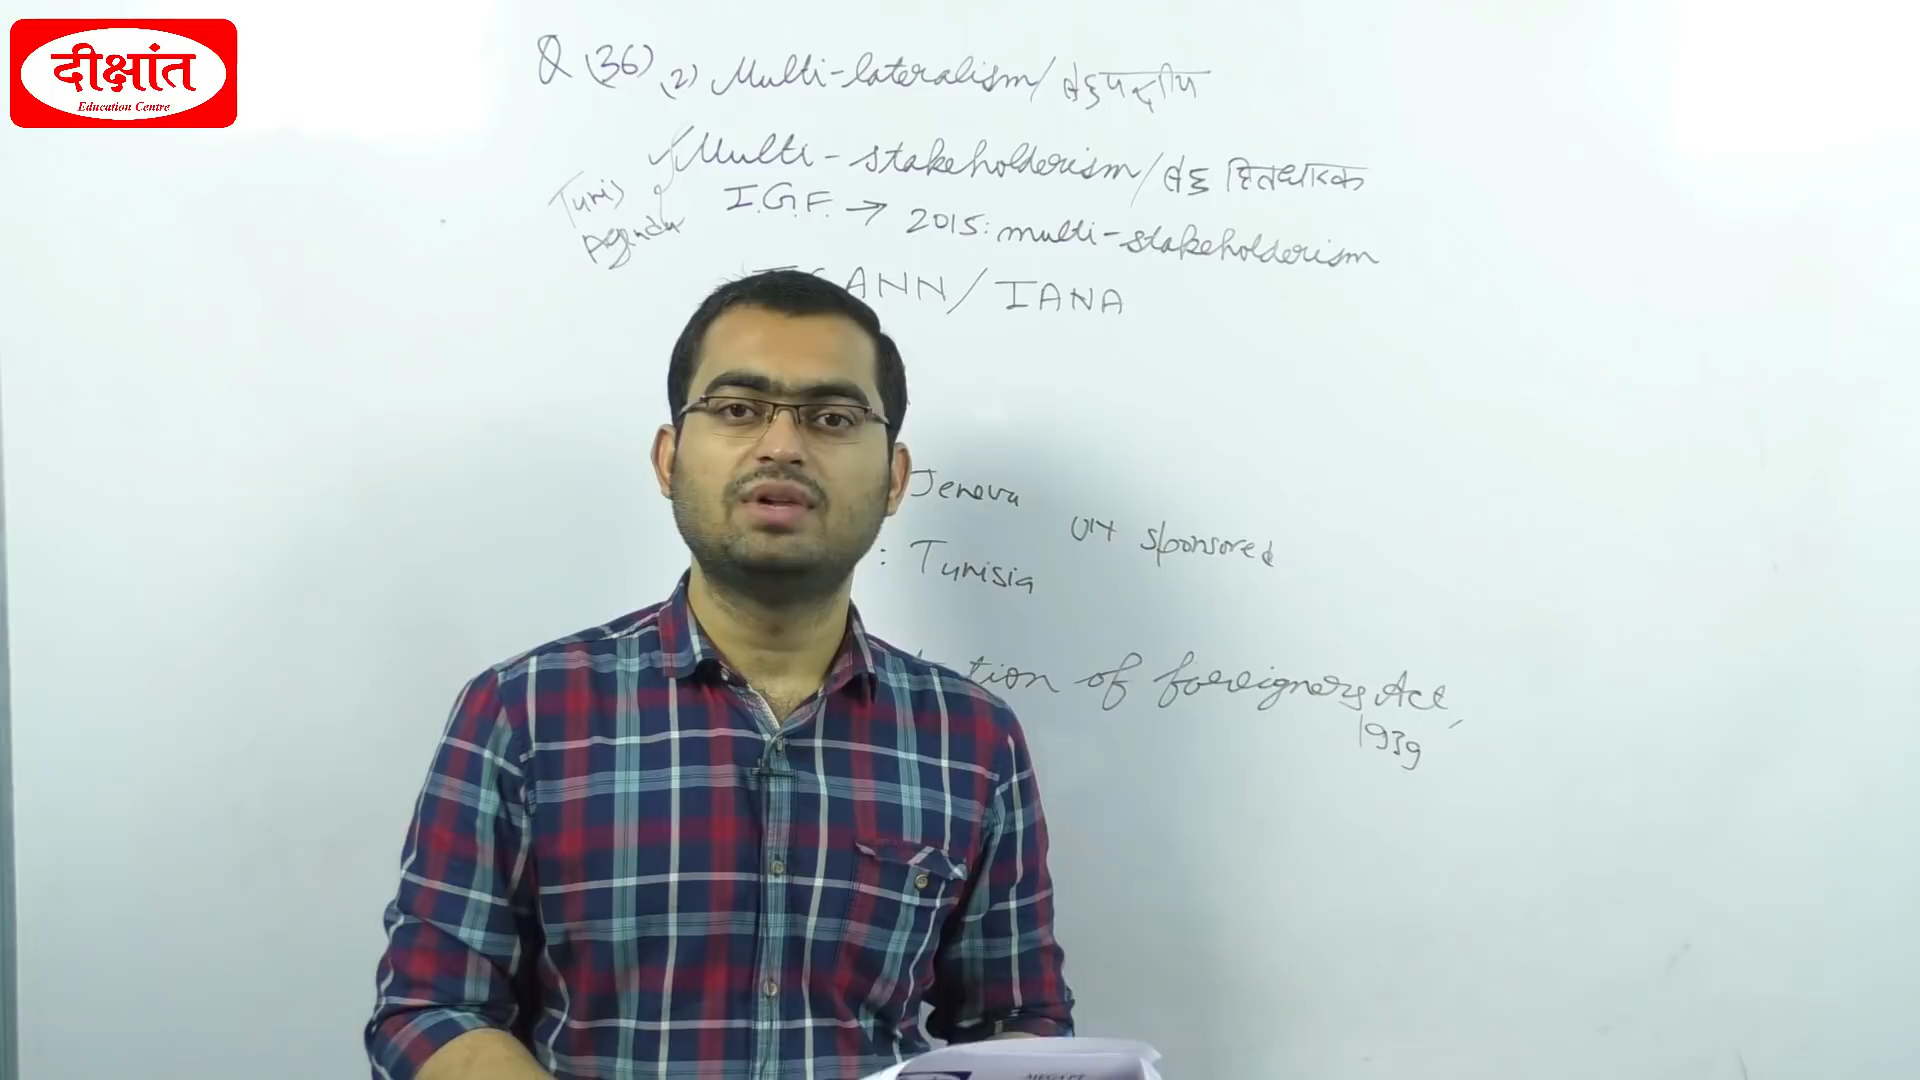 दीक्षांत
Education Centre
Q (36) (2) Multi-lateralism/बहुपक्षीय
Multi-stakeholderism/बहु हितधारक
Tunis
Agenda
I.G.F. → 2015: multi-stakeholderism
ANN/IANA
Jeneva
UN sponsored
: Tunisia
tion of foreigners Act,
1939